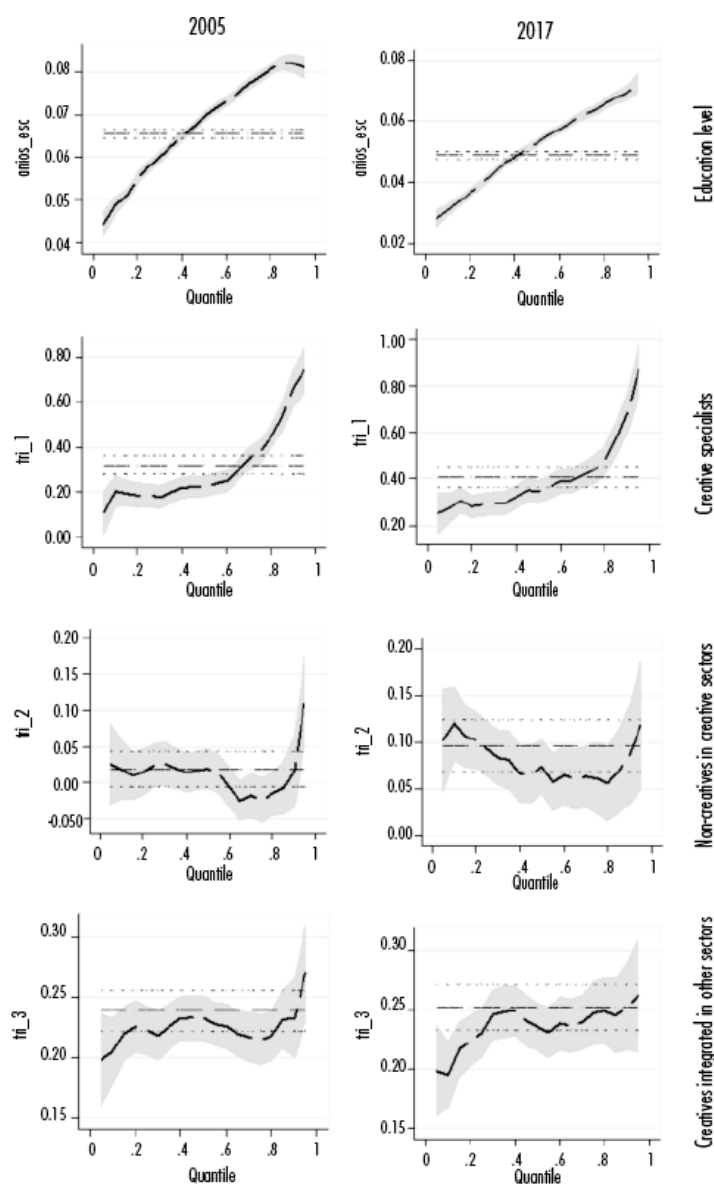 2005
2017
0.08
0.07
0.06
0.05
0.04
anios_esc
0 .2 .4 .6 .8 1
Quantile
0.08
0.06
0.04
0.02
anios_esc
0 .2 .4 .6 .8 1
Quantile
Education level
0.80
0.60
0.40
0.20
0.00
tri_1
0 .2 .4 .6 .8 1
Quantile
1.00
0.80
0.60
0.40
0.20
tri_1
0 .2 .4 .6 .8 1
Quantile
Creative specialists
0.20
0.15
0.10
0.05
0.00
-0.050
tri_2
0 .2 .4 .6 .8 1
Quantile
0.20
0.15
0.10
0.05
0.00
tri_2
0 .2 .4 .6 .8 1
Quantile
Non-creatives in creative sectors
0.30
0.25
0.20
0.15
tri_3
0 .2 .4 .6 .8 1
Quantile
0.30
0.25
0.20
0.15
tri_3
0 .2 .4 .6 .8 1
Quantile
Creatives integrated in other sectors